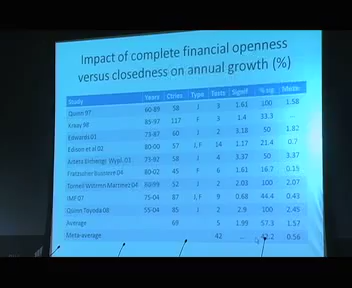 Impact of complete financial openness
versus closedness on annual growth (%)
Study Years Ctries Type Tests Signif % sig Meta-
Quinn 97 60-89 58 J 3 1.61 100 1.58
Kraay 98 85-97 117 F 3 1.4 33.3
Edwards 01 73-87 60 J 2 3.18 50 1.82
Edison et al 02 80-00 57 J,F 14 1.17 21.4 0.7
Arteta Eichengr Wypl. 03 75-92 58 J 4 3.37 50 3.37
Fratzscher Bussiere 04 80-02 45 F 6 1.61 16.7 0.15
Tornell Wstrmn Martinez 04 80-99 52 J 2 2.03 100 2.07
IMF 07 75-04 87 J,F 9 0.68 44.4 0.43
Quinn Toyoda 08 55-04 85 J 2 2.9 100 2.45
Average 69 5 1.99 57.3 1.57
Meta-average 42 ... 42.2 0.56